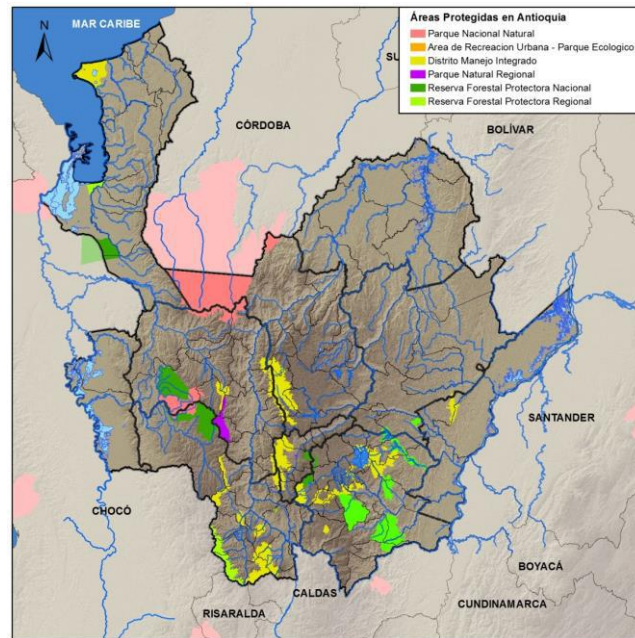 MAR CARIBE
N
Áreas Protegidas en Antioquia
Parque Nacional Natural
Area de Recreacion Urbana - Parque Ecologico
Distrito Manejo Integrado
Parque Natural Regional
Reserva Forestal Protectora Nacional
Reserva Forestal Protectora Regional
SU
CÓRDOBA
BOLÍVAR
SANTANDER
CHOCÓ
BOYACÁ
CALDAS
CUNDINAMARCA
RISARALDA